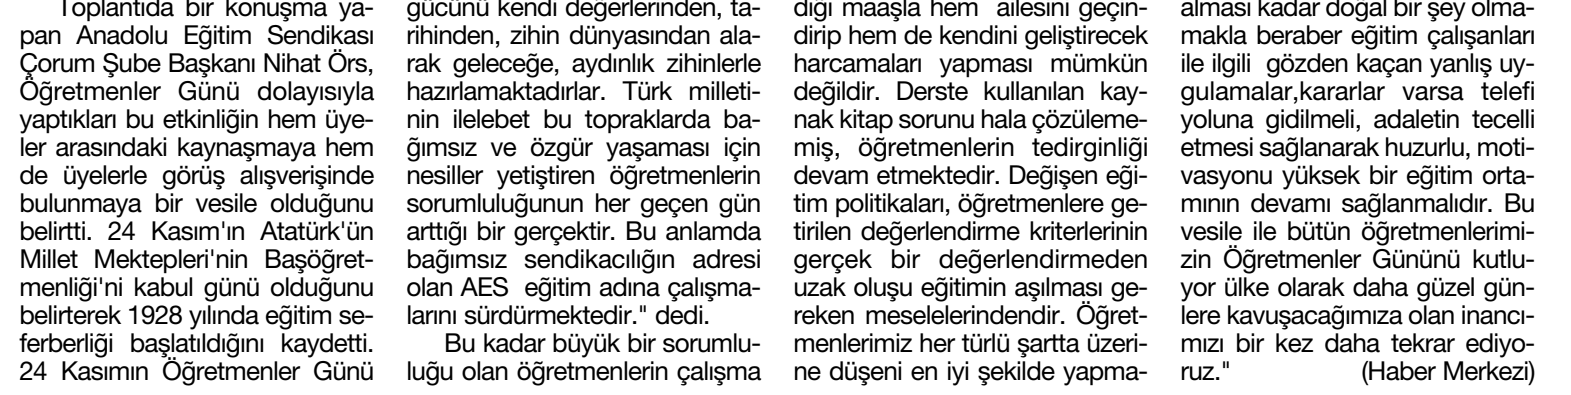 Toplantıda bir konuşma ya-
pan Anadolu Eğitim Sendikası
Çorum Şube Başkanı Nihat Örs,
Öğretmenler Günü dolayısıyla
yaptıkları bu etkinliğin hem üye-
ler arasındaki kaynaşmaya hem
de üyelerle görüş alışverişinde
bulunmaya bir vesile olduğunu
belirtti. 24 Kasım'ın Atatürk'ün
Millet Mektepleri'nin Başöğret-
menliği'ni kabul günü olduğunu
belirterek 1928 yılında eğitim se-
ferberliği başlatıldığını kaydetti.
24 Kasımın Öğretmenler Günü
gücünü kendi değerlerinden, ta-
rihinden, zihin dünyasından ala-
rak geleceğe, aydınlık zihinlerle
hazırlamaktadırlar. Türk milleti-
nin ilelebet bu topraklarda ba-
ğımsız ve özgür yaşaması için
nesiller yetiştiren öğretmenlerin
sorumluluğunun her geçen gün
arttığı bir gerçektir. Bu anlamda
bağımsız sendikacılığın adresi
olan AES eğitim adına çalışma-
larını sürdürmektedir." dedi.
Bu kadar büyük bir sorumlu-
luğu olan öğretmenlerin çalışma
dığı maaşla hem ailesini geçin-
dirip hem de kendini geliştirecek
harcamaları yapması mümkün
değildir. Derste kullanılan kay-
nak kitap sorunu hala çözüleme-
miş, öğretmenlerin tedirginliği
devam etmektedir. Değişen eği-
tim politikaları, öğretmenlere ge-
tirilen değerlendirme kriterlerinin
gerçek bir değerlendirmeden
uzak oluşu eğitimin aşılması ge-
reken meselelerindendir. Öğret-
menlerimiz her türlü şartta üzeri-
ne düşeni en iyi şekilde yapma-
alması kadar doğal bir şey olma-
makla beraber eğitim çalışanları
ile ilgili gözden kaçan yanlış uy-
gulamalar,kararlar varsa telefi
yoluna gidilmeli, adaletin tecelli
etmesi sağlanarak huzurlu, moti-
vasyonu yüksek bir eğitim orta-
mının devamı sağlanmalıdır. Bu
vesile ile bütün öğretmenlerimi-
zin Öğretmenler Gününü kutlu-
yor ülke olarak daha güzel gün-
lere kavuşacağımıza olan inancı-
mızı bir kez daha tekrar ediyo-
ruz." (Haber Merkezi)